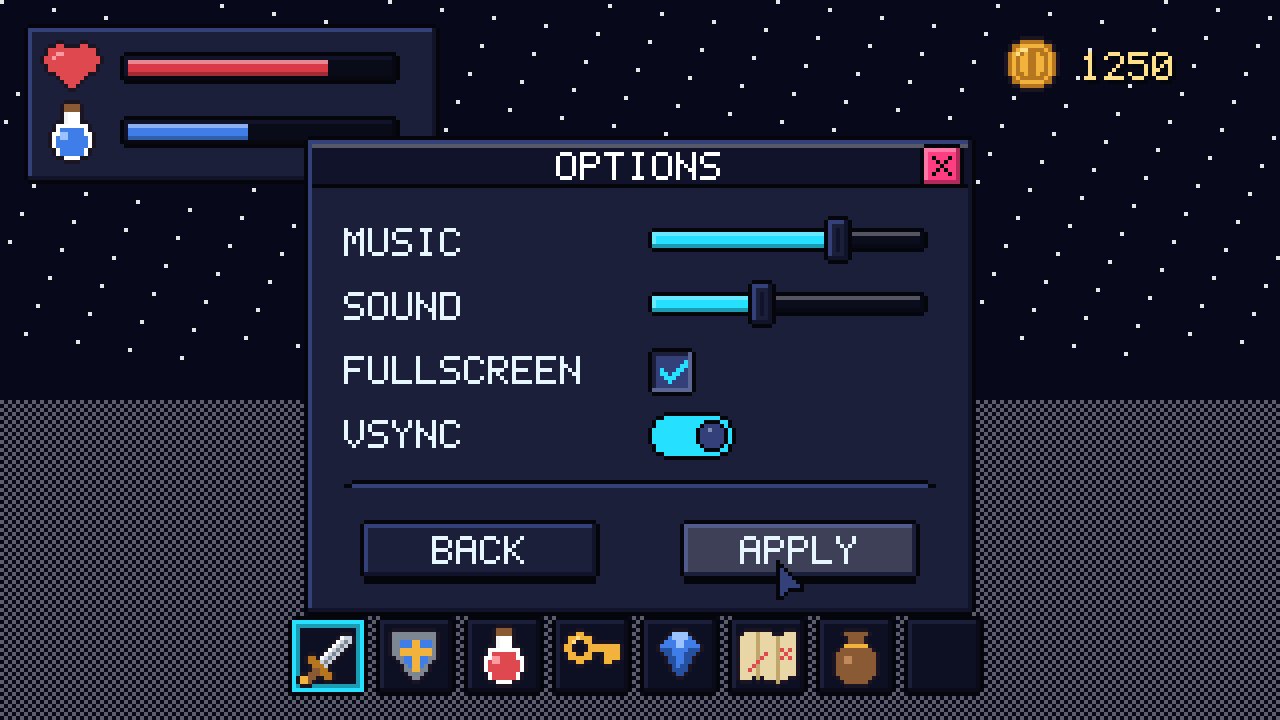 1250
OPTIONS
MUSIC
SOUND
FULLSCREEN
VSYNC
BACK APPLY